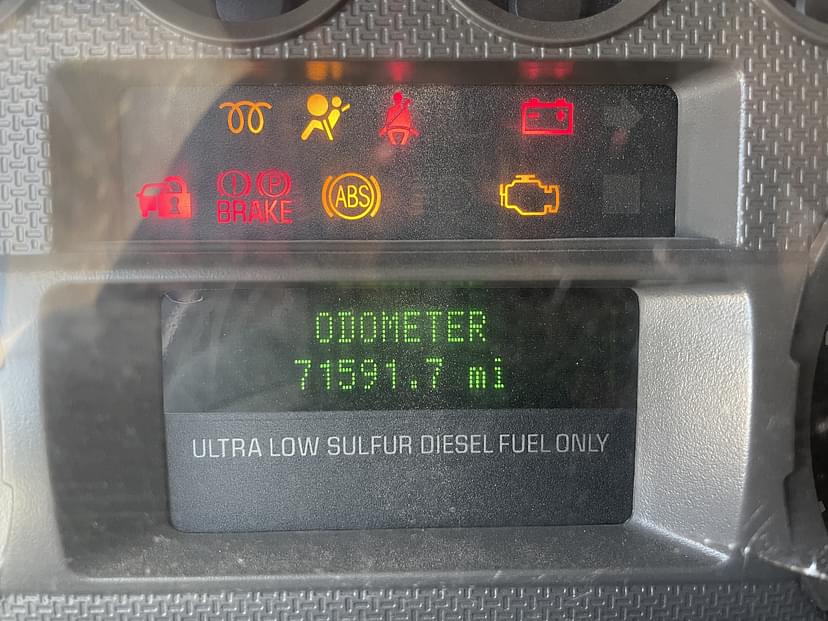 ! P
BRAKE
ABS
ODOMETER
71591.7 mi
ULTRA LOW SULFUR DIESEL FUEL ONLY